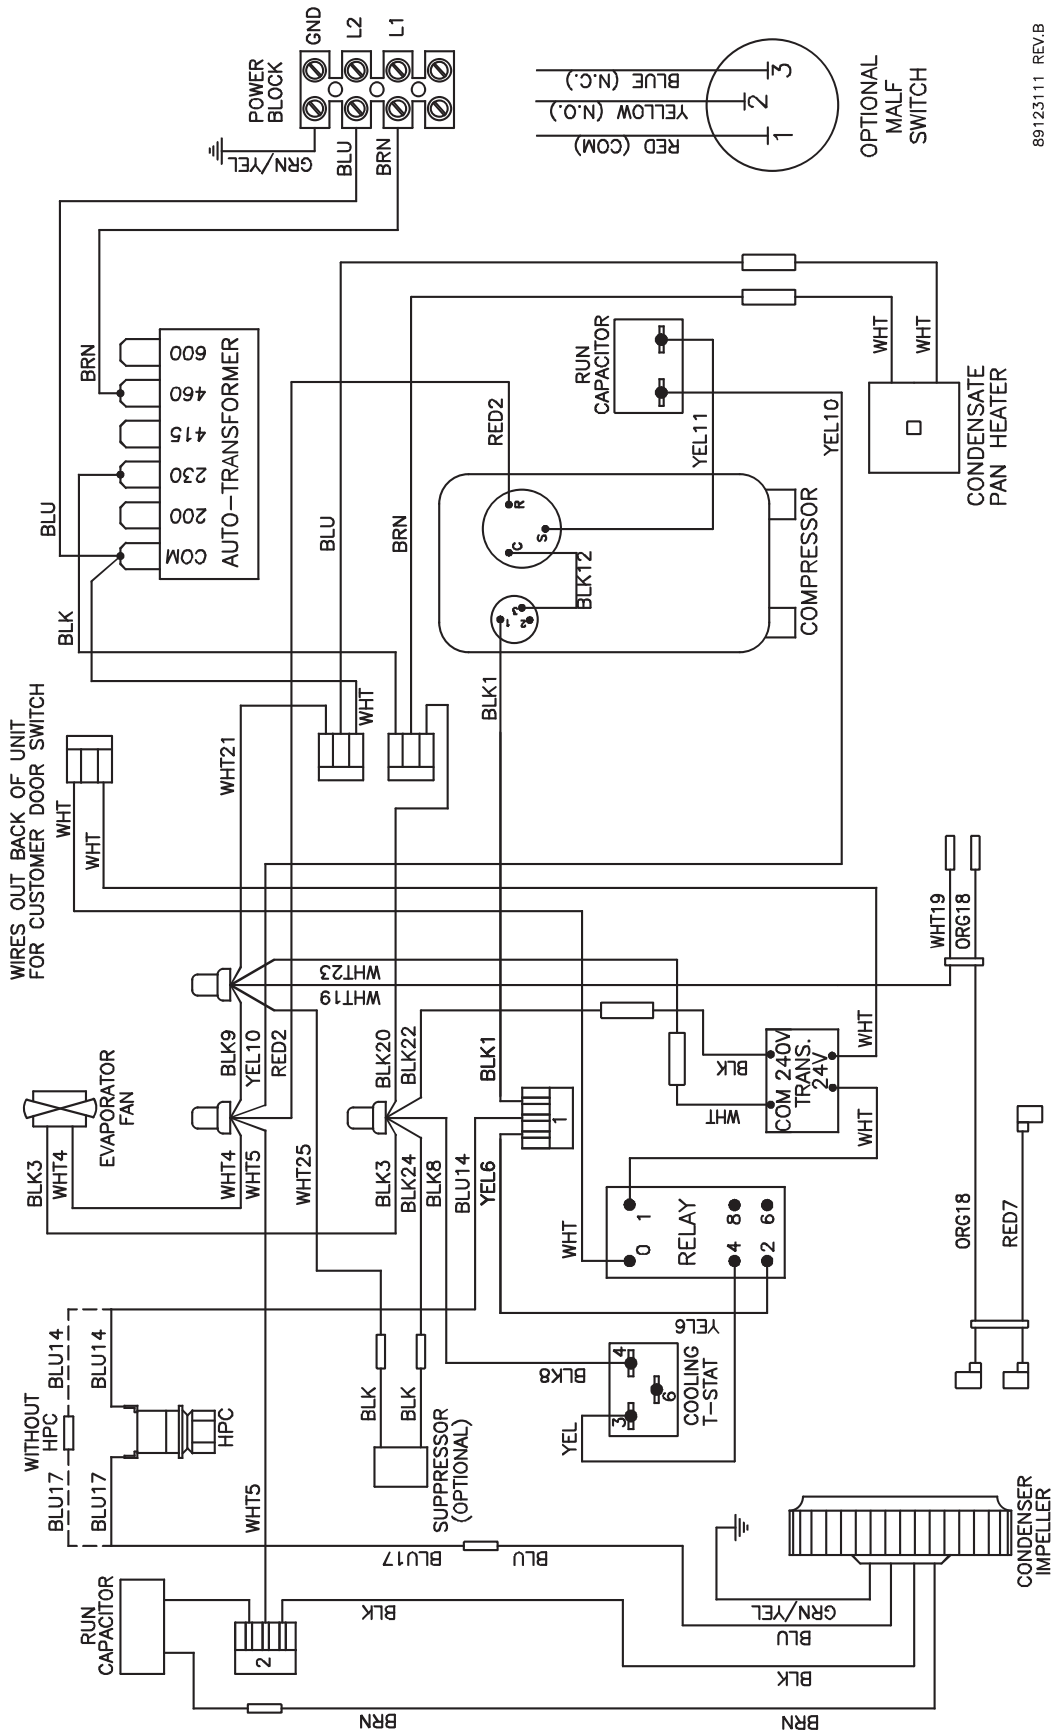 GND
L2
L1
POWER
BLOCK
GRN/YEL
BLU
BRN
BLUE (N.C.)
YELLOW (N.O.)
RED (COM)
3
2
1
OPTIONAL
MALF
SWITCH
89123111 REV.B
BRN
BLU
600
460
415
230
200
COM
AUTO-TRANSFORMER
BLK
BLU
BRN
RED2
RUN
CAPACITOR
YEL11
YEL10
WHT
WHT
CONDENSATE
PAN HEATER
R
S
C
BLK12
3
1
2
COMPRESSOR
BLK1
WHT
WIRES OUT BACK OF UNIT
FOR CUSTOMER DOOR SWITCH
WHT
WHT
WHT21
WHT23
WHT19
BLK9
YEL10
RED2
BLK20
BLK22
BLK1
WHT19
ORG18
EVAPORATOR
FAN
BLK3
WHT4
WHT4
WHT5
WHT25
BLK3
BLK24
BLK8
BLU14
YEL6
1
BLK
WHT
COM 240V
TRANS.
24V
WHT
WHT
WHT
0
1
RELAY
4
8
2
6
YEL6
ORG18
RED7
WITHOUT
HPC
BLU14
BLU14
BLU17
BLU17
HPC
WHT5
BLK
BLK
SUPPRESSOR
(OPTIONAL)
BLK8
YEL
4
3
6
COOLING
T-STAT
BLU17
BLU
RUN
CAPACITOR
2
BLK
BRN
GRN/YEL
BLU
BLK
BRN
CONDENSER
IMPELLER